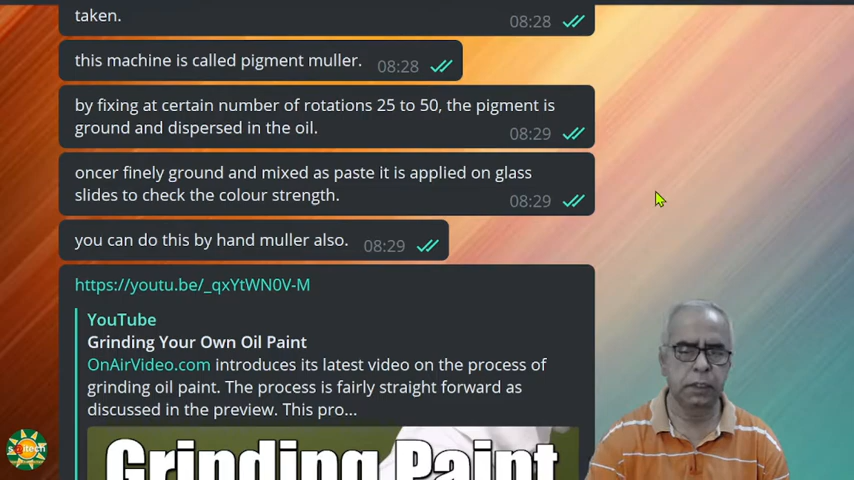 taken.
08:28
this machine is called pigment muller. 08:28
by fixing at certain number of rotations 25 to 50, the pigment is
ground and dispersed in the oil. 08:29
oncer finely ground and mixed as paste it is applied on glass
slides to check the colour strength. 08:29
you can do this by hand muller also. 08:29
https://youtu.be/_qxYtWN0V-M
YouTube
Grinding Your Own Oil Paint
OnAirVideo.com introduces its latest video on the process of
grinding oil paint. The process is fairly straight forward as
discussed in the preview. This pro...
Grinding Paint